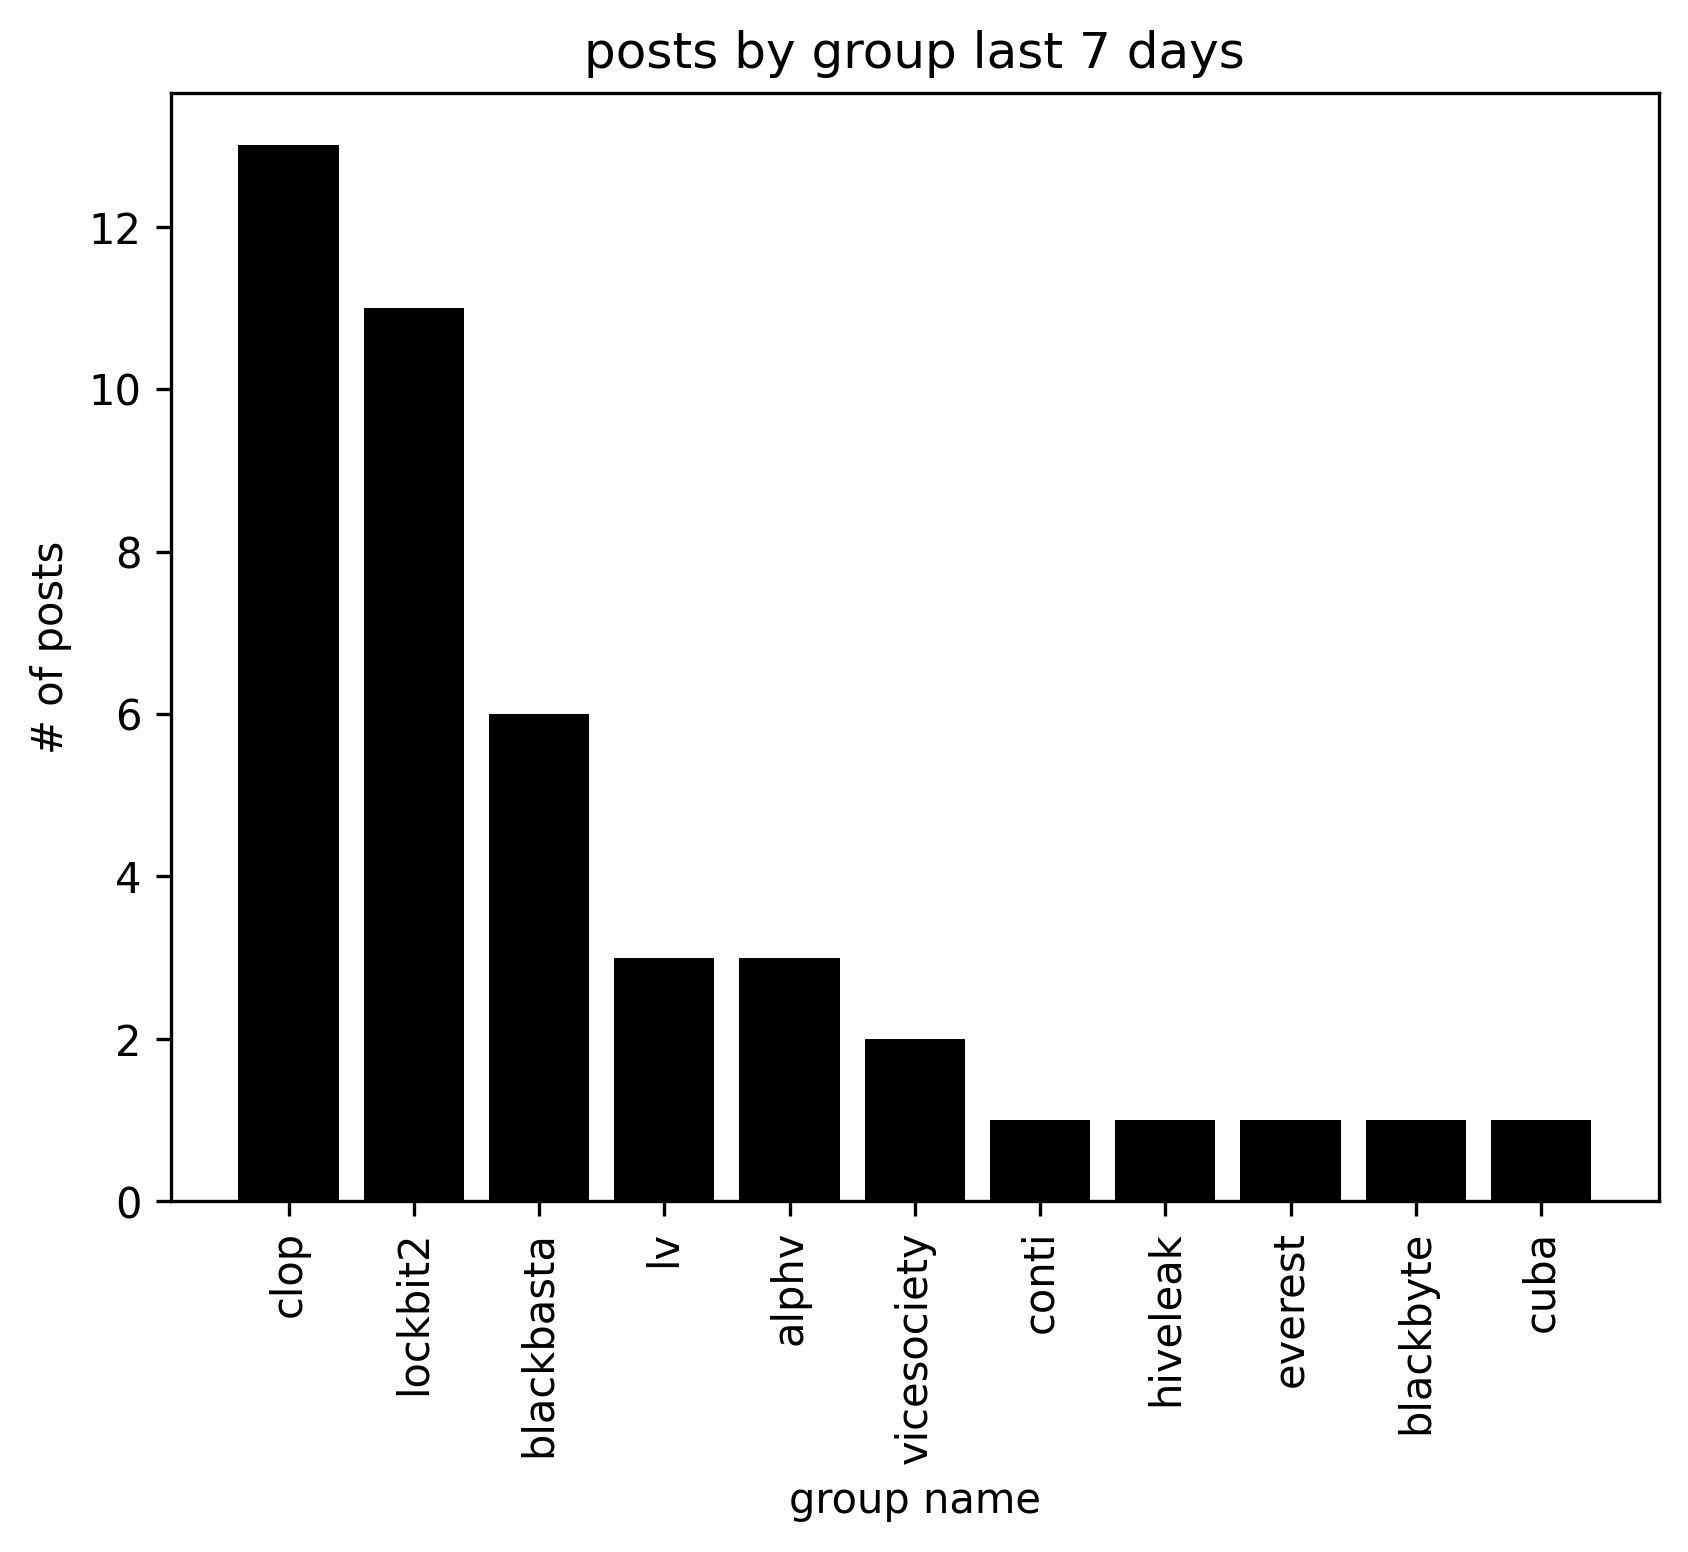 posts by group last 7 days
# of posts
12
10
8
6
4
2
0
clop
lockbit2
blackbasta
lv
alphv
vicesociety
conti
hiveleak
everest
blackbyte
cuba
group name